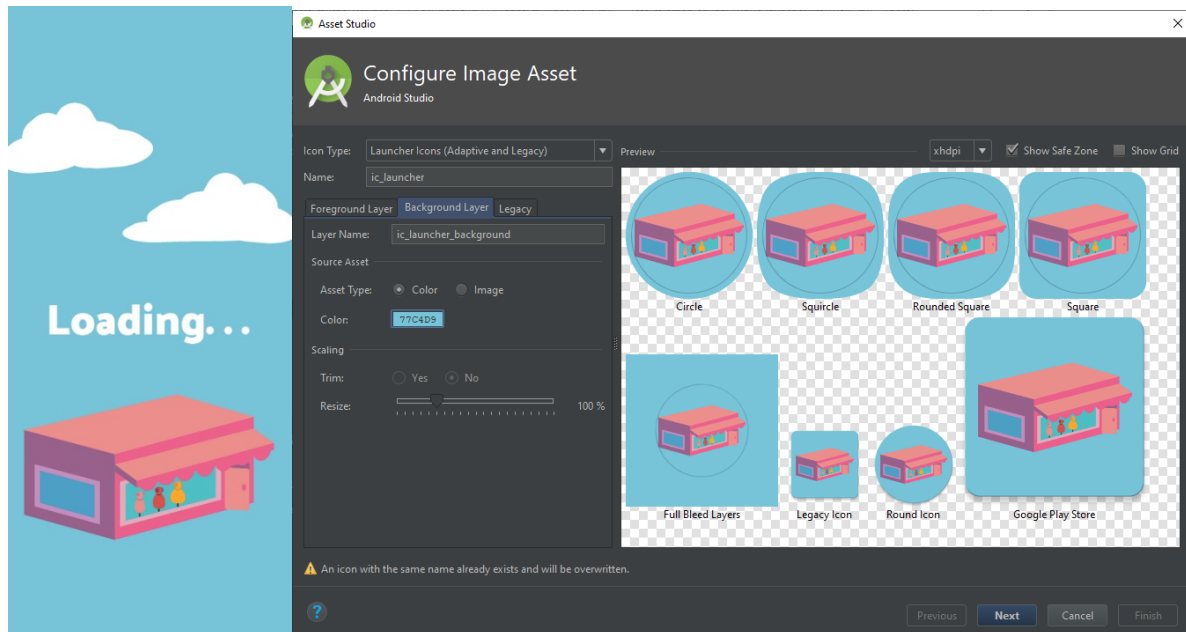 Loading...
Asset Studio
Configure Image Asset
Android Studio
Icon Type: Launcher Icons (Adaptive and Legacy)
Name: ic_launcher
Foreground Layer Background Layer Legacy
Layer Name: ic_launcher_background
Source Asset
Asset Type: Color Image
Color: 77C4D9
Scaling
Trim: Yes No
Resize: 100 %
Preview xhdpi Show Safe Zone Show Grid
Circle Squircle Rounded Square Square
Full Bleed Layers Legacy Icon Round Icon Google Play Store
An icon with the same name already exists and will be overwritten.
? Previous Next Cancel Finish